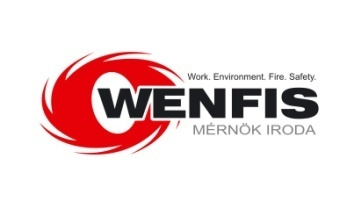 Work. Environment. Fire. Safety.
WENFIS
MÉRNÖK IRODA